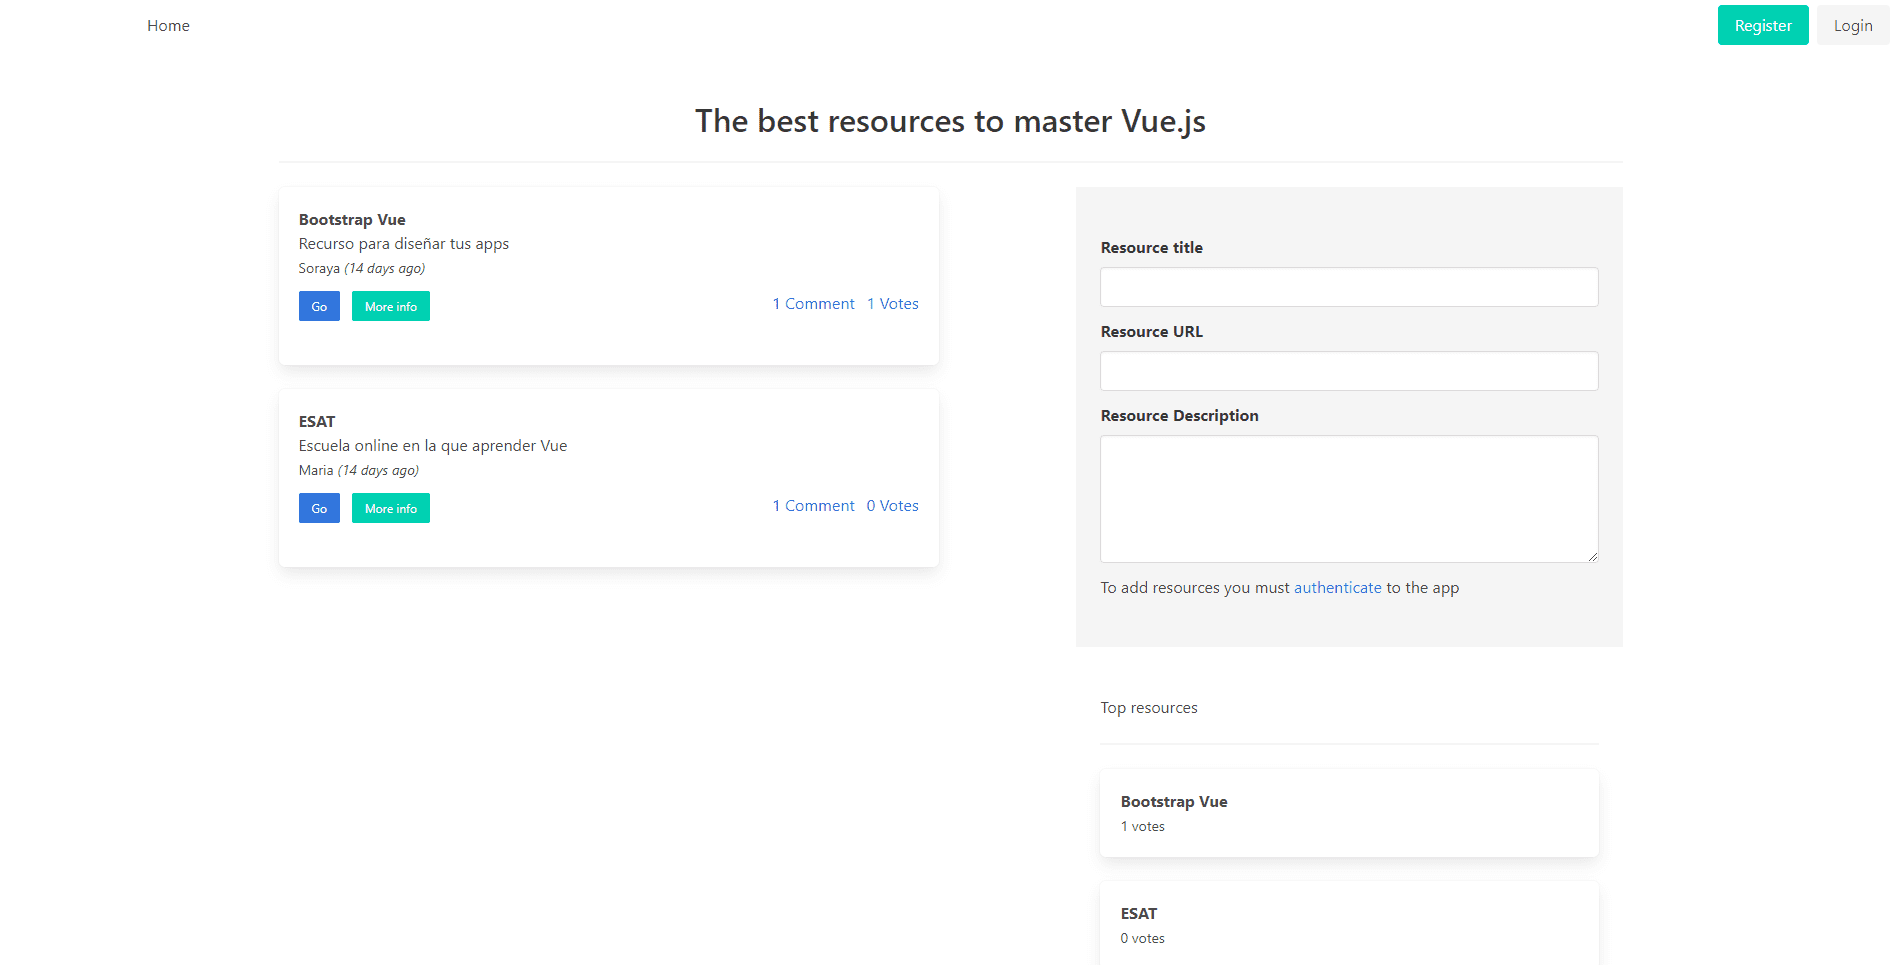 Home
Register
Login
The best resources to master Vue.js
Bootstrap Vue
Recurso para diseñar tus apps
Soraya (14 days ago)
Go
More info
1 Comment
1 Votes
ESAT
Escuela online en la que aprender Vue
Maria (14 days ago)
Go
More info
1 Comment
0 Votes
Resource title
Resource URL
Resource Description
To add resources you must authenticate to the app
Top resources
Bootstrap Vue
1 votes
ESAT
0 votes